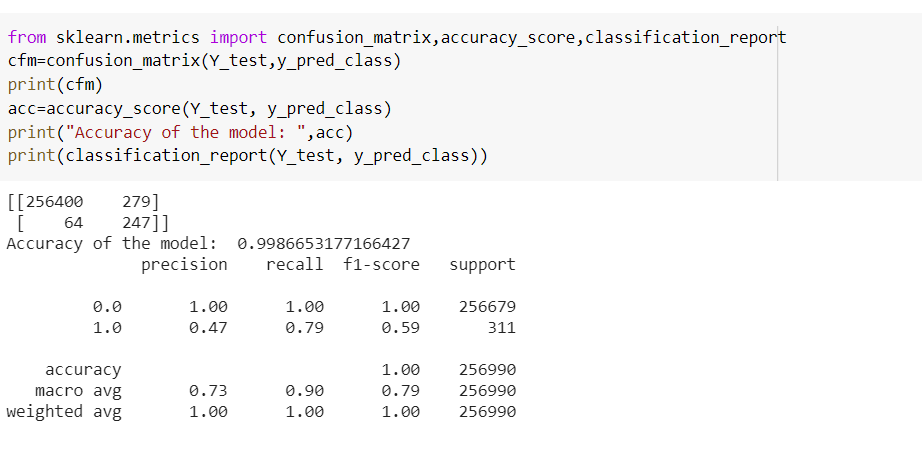 from sklearn.metrics import confusion_matrix,accuracy_score,classification_report
cfm=confusion_matrix(Y_test,y_pred_class)
print(cfm)
acc=accuracy_score(Y_test, y_pred_class)
print("Accuracy of the model: ",acc)
print(classification_report(Y_test, y_pred_class))
[[256400    279]
 [    64    247]]
Accuracy of the model:  0.9986653177166427
              precision    recall  f1-score   support
         0.0       1.00      1.00      1.00    256679
         1.0       0.47      0.79      0.59       311
    accuracy                           1.00    256990
   macro avg       0.73      0.90      0.79    256990
weighted avg       1.00      1.00      1.00    256990